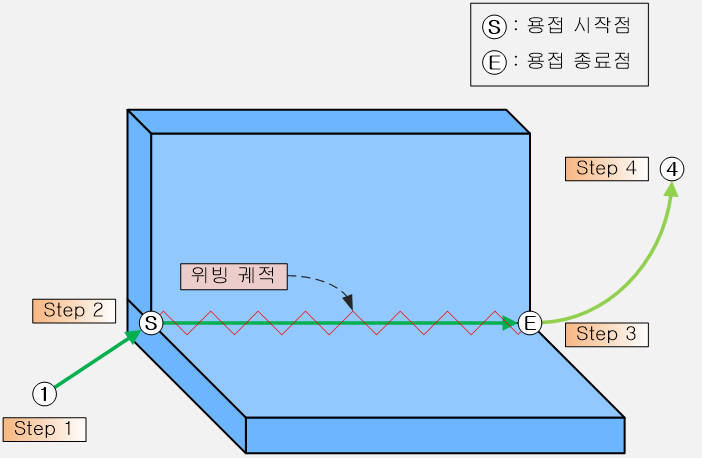 Ⓢ : 용접 시작점
Ⓔ : 용접 종료점
Step 4 ④
위빙 궤적
Step 2
Ⓢ
Ⓔ
Step 3
①
Step 1